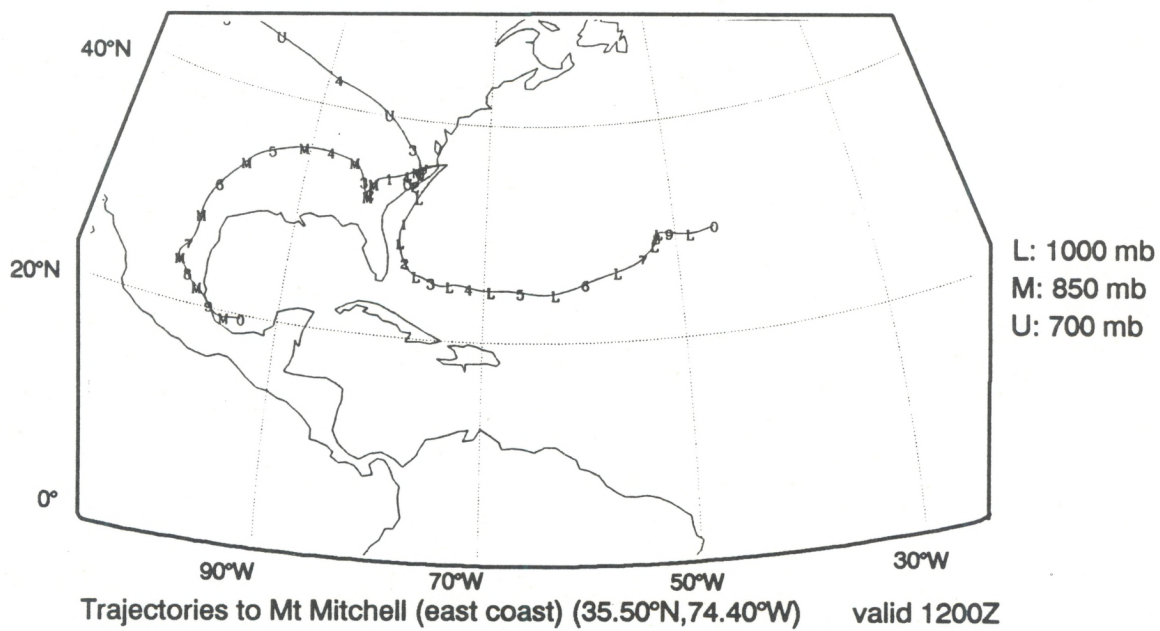 40°N
20°N
0°
L: 1000 mb
M: 850 mb
U: 700 mb
90°W
70°W
50°W
30°W
Trajectories to Mt Mitchell (east coast) (35.50°N,74.40°W) valid 1200Z